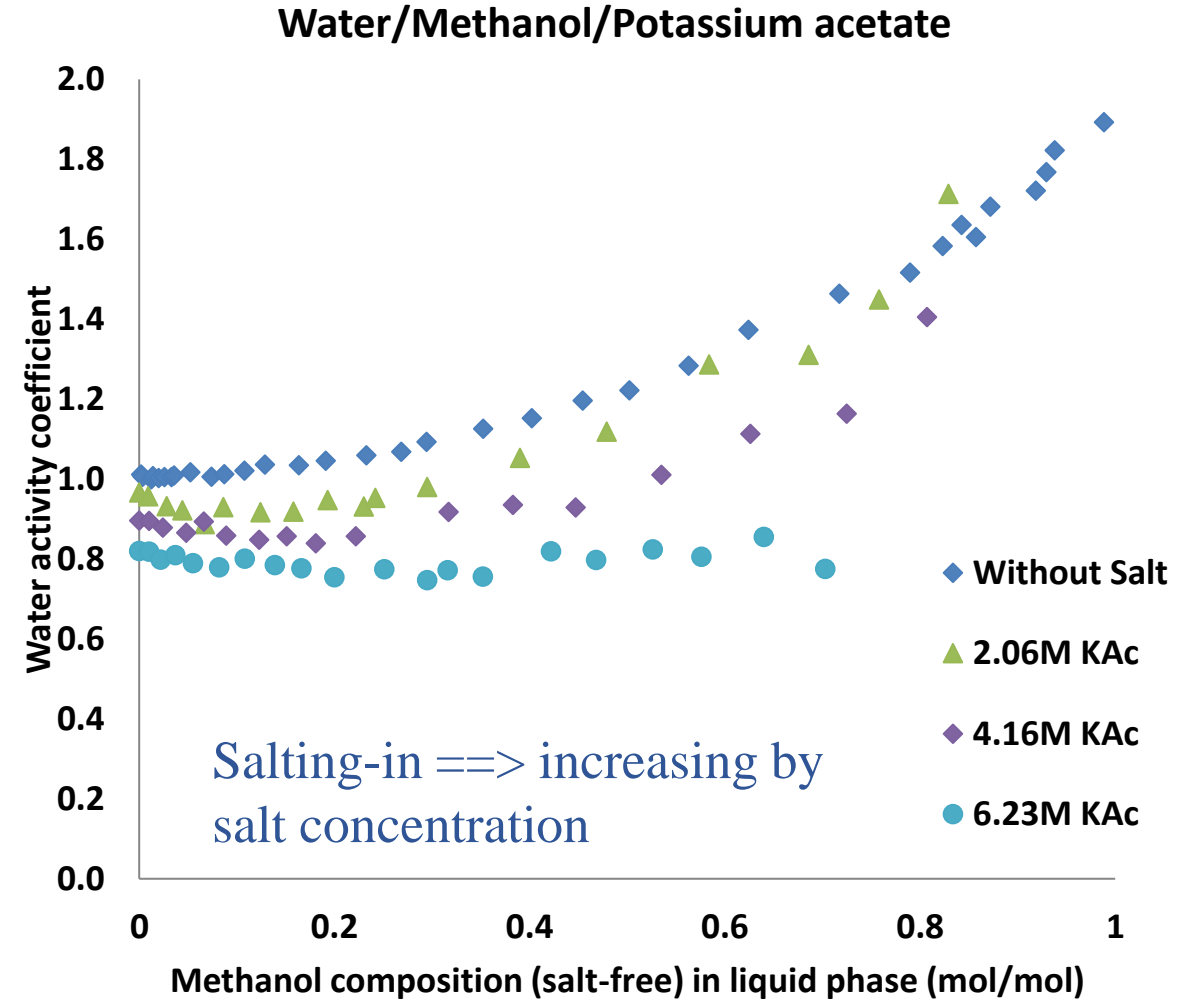 Water/Methanol/Potassium acetate
Water activity coefficient
2.0
1.8
1.6
1.4
1.2
1.0
0.8
0.6
0.4
0.2
0.0
Without Salt
2.06M KAc
4.16M KAc
6.23M KAc
Salting-in ==> increasing by
salt concentration
0 0.2 0.4 0.6 0.8 1
Methanol composition (salt-free) in liquid phase (mol/mol)